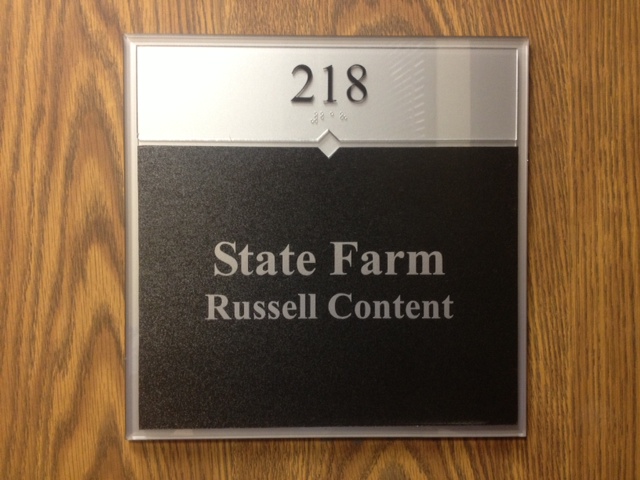 218
State Farm
Russell Content